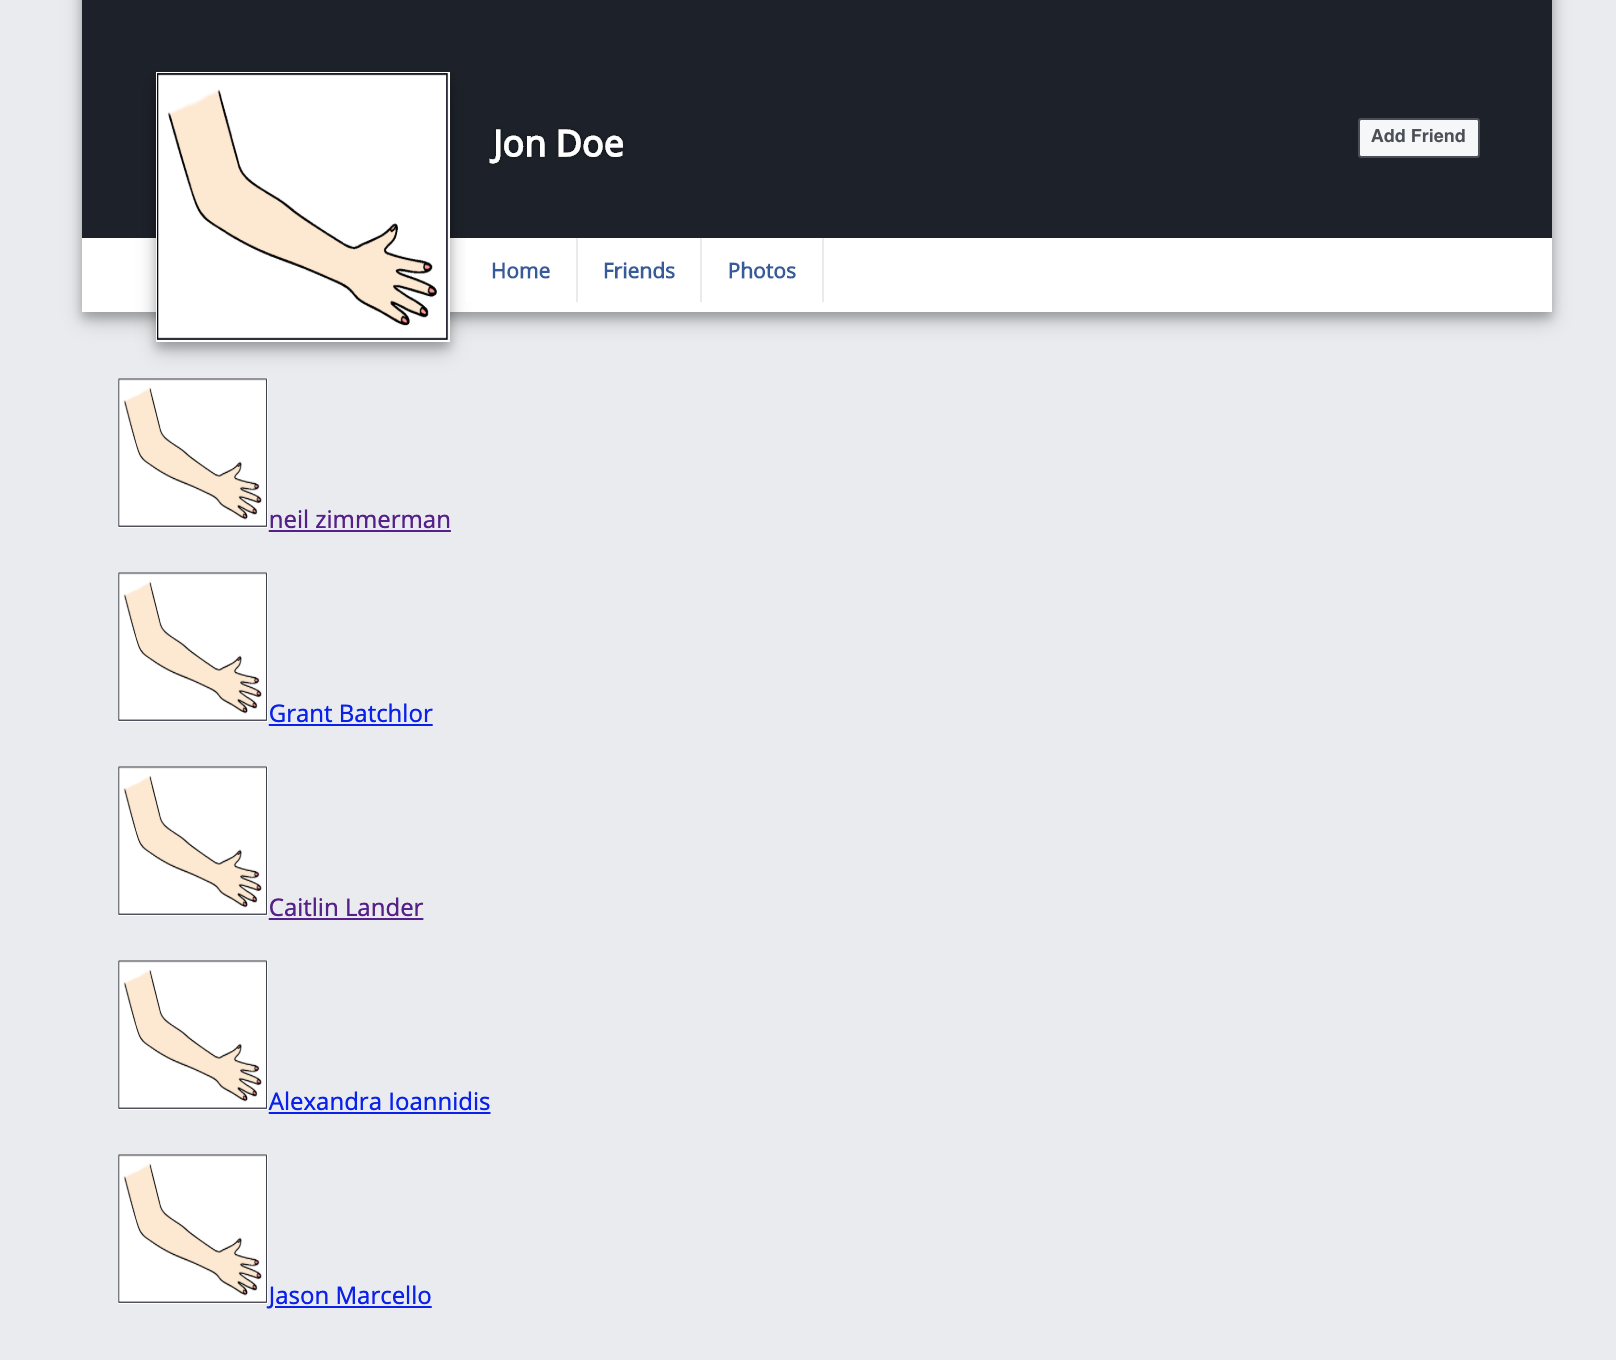 Jon Doe
Add Friend
Home
Friends
Photos
neil zimmerman
Grant Batchlor
Caitlin Lander
Alexandra Ioannidis
Jason Marcello